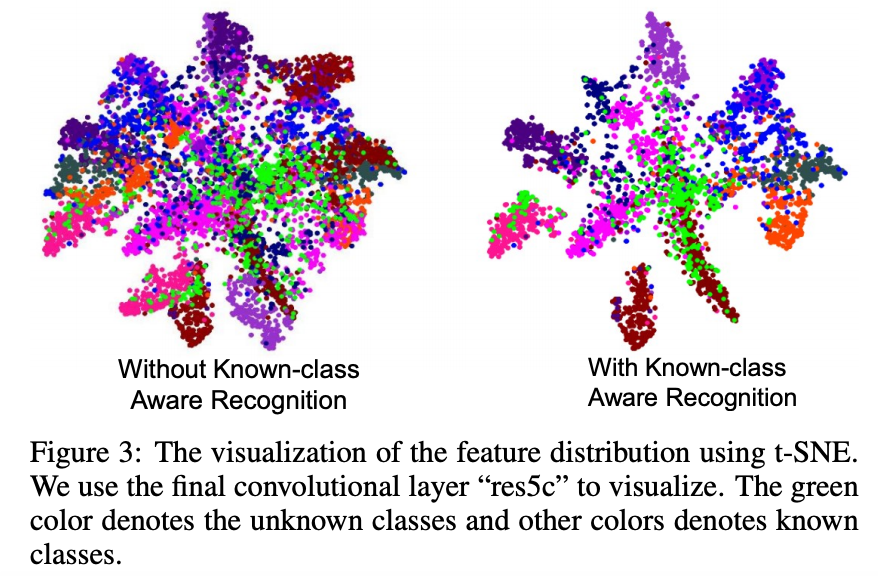 Without Known-class
Aware Recognition
With Known-class
Aware Recognition
Figure 3: The visualization of the feature distribution using t-SNE.
We use the final convolutional layer “res5c” to visualize. The green
color denotes the unknown classes and other colors denotes known
classes.